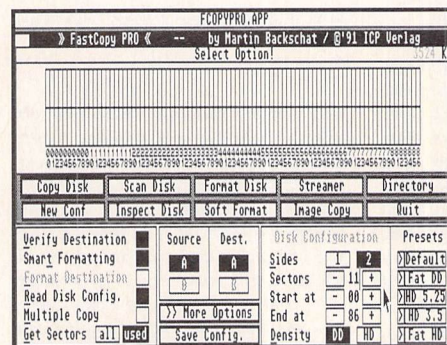 FCOPYPRO.APP
》 FastCopy PRO 《 -- by Martin Backschat / ©'91 ICP Verlag
Select Option! 3524 K
000000000011111111112222222222333333333344444444445555555555666666666677777777778888888
012345678901234567890123456789012345678901234567890123456789012345678901234567890123456
Copy Disk Scan Disk Format Disk Streamer Directory
New Conf Inspect Disk Soft Format Image Copy Quit
Verify Destination Source Dest. Disk Configuration Presets
Smart Formatting A A Sides 1 2 》Default
Format Destination B B Sectors - 11 + 》Fat DD
Read Disk Config. Start at - 00 + 》HD 5.25
Multiple Copy >> More Options End at - 86 + 》HD 3.5
Get Sectors all used Save Config. Density DD HD 》Fat HD